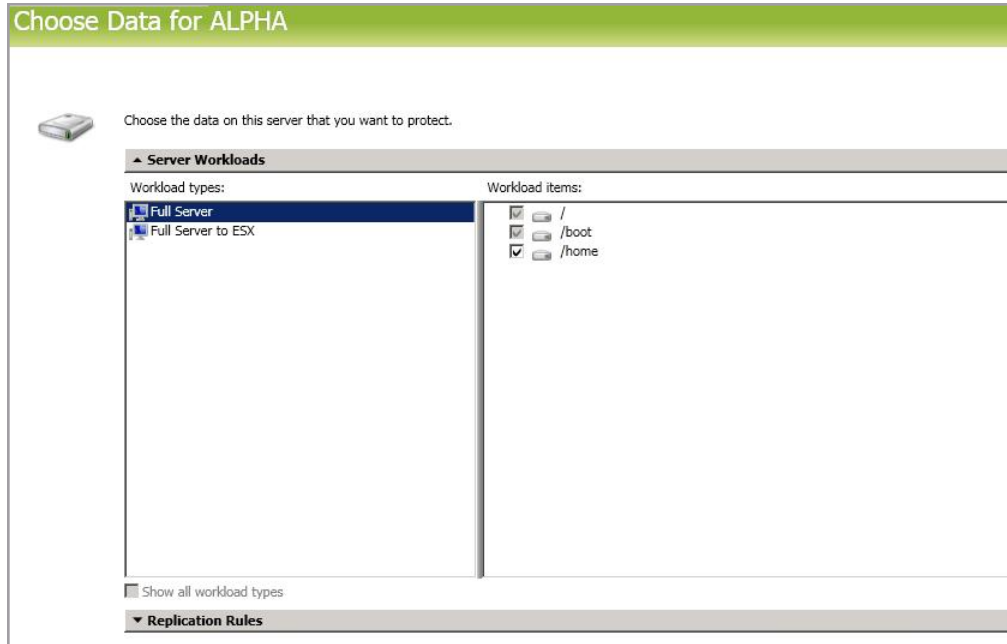 Choose Data for ALPHA
Choose the data on this server that you want to protect.
Server Workloads
Workload types:
Workload items:
Full Server
Full Server to ESX
/
/boot
/home
Show all workload types
Replication Rules